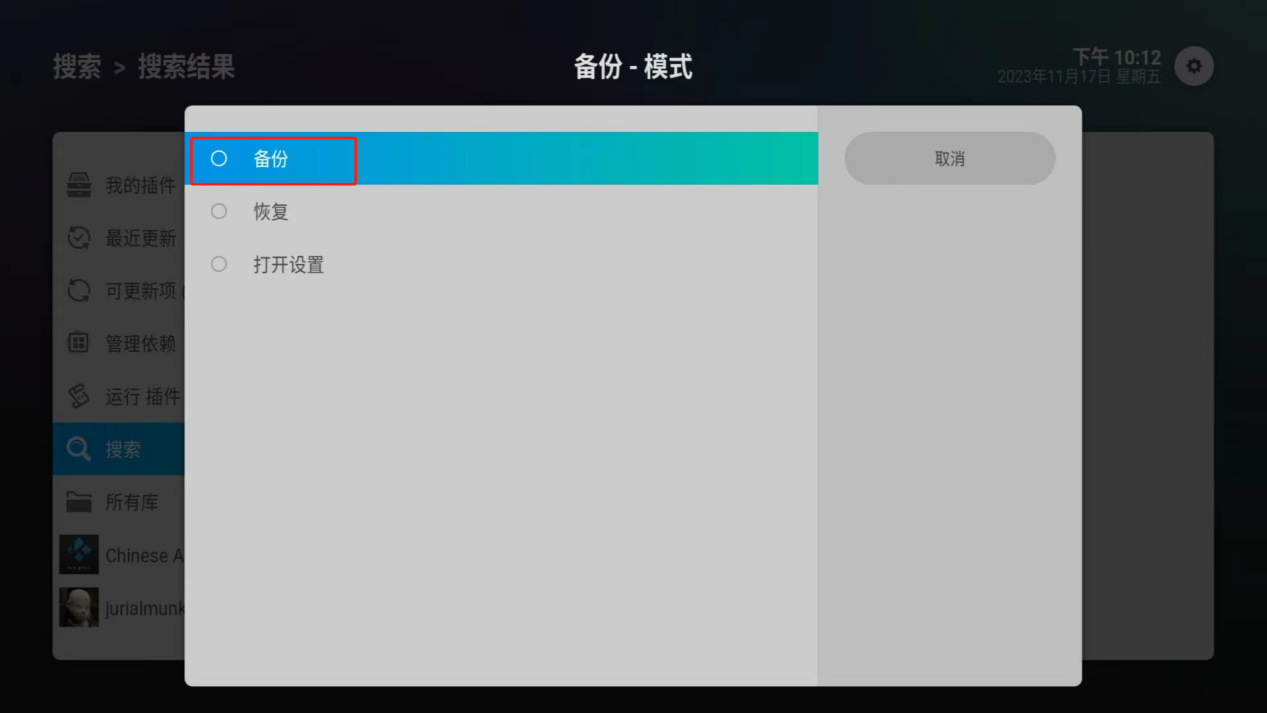 搜索 > 搜索结果
备份 - 模式
下午 10:12
2023年11月17日 星期五
备份
恢复
打开设置
取消
我的插件
最近更新
可更新项
管理依赖
运行 插件
搜索
所有库
Chinese A
jurialmunk